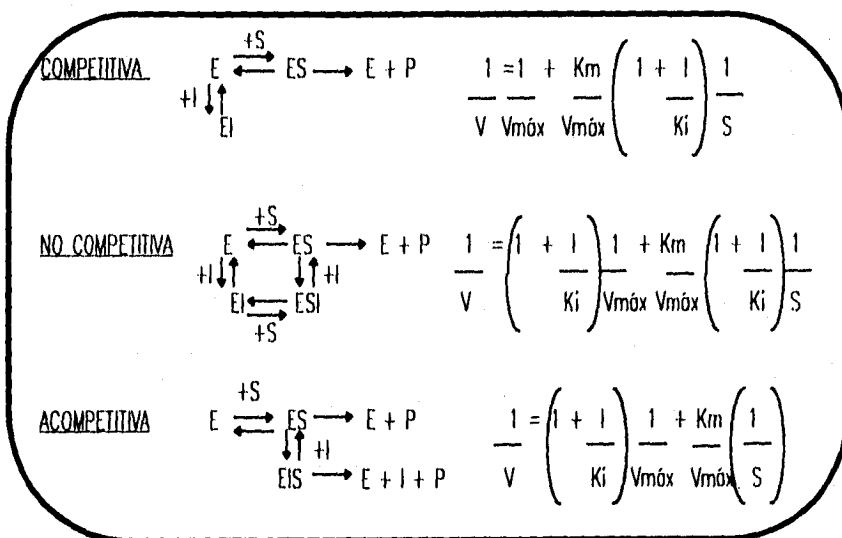 +S
COMPETITIVA E ES E + P 1 = 1 + Km ( 1 + I ) 1
+I V Vmáx Vmáx Ki S
EI
+S
NO COMPETITIVA E ES E + P 1 = ( 1 + I ) 1 + Km ( 1 + I ) 1
+I +I V Ki Vmáx Vmáx Ki S
EI ESI
+S
+S
ACOMPETITIVA E ES E + P 1 = ( 1 + I ) 1 + Km ( 1 )
+I V Ki Vmáx Vmáx S
EIS E + I + P